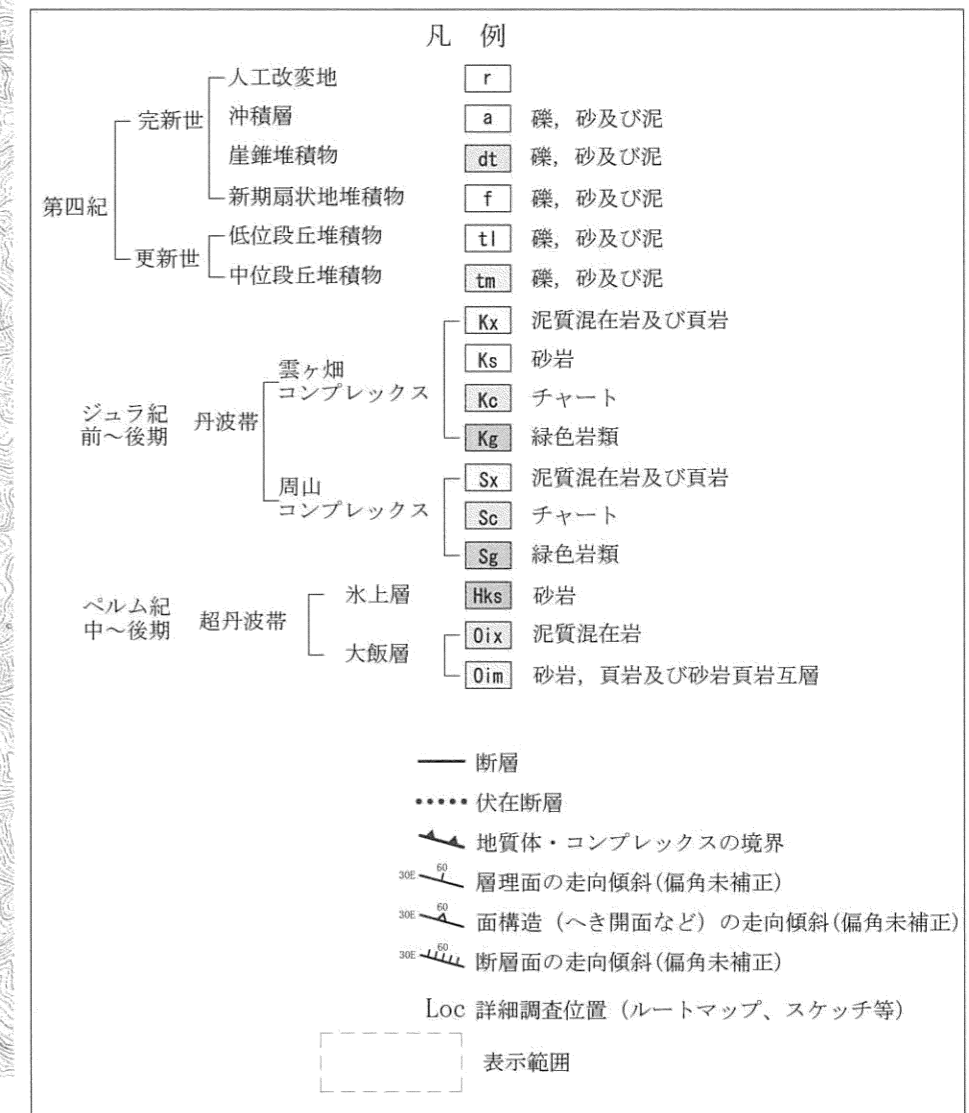 凡 例
人工改変地 r
完新世 沖積層 a 礫，砂及び泥
崖錐堆積物 dt 礫，砂及び泥
第四紀 新期扇状地堆積物 f 礫，砂及び泥
更新世 低位段丘堆積物 tl 礫，砂及び泥
中位段丘堆積物 tm 礫，砂及び泥
Kx 泥質混在岩及び頁岩
雲ヶ畑
コンプレックス
Ks 砂岩
Kc チャート
Kg 緑色岩類
ジュラ紀
前～後期
丹波帯
周山
コンプレックス
Sx 泥質混在岩及び頁岩
Sc チャート
Sg 緑色岩類
ペルム紀
中～後期
超丹波帯
氷上層 Hks 砂岩
大飯層
Oix 泥質混在岩
Oim 砂岩，頁岩及び砂岩頁岩互層
断層
伏在断層
地質体・コンプレックスの境界
30E 60 層理面の走向傾斜(偏角未補正)
30E 60 面構造（へき開面など）の走向傾斜(偏角未補正)
30E 60 断層面の走向傾斜(偏角未補正)
Loc 詳細調査位置（ルートマップ、スケッチ等）
表示範囲